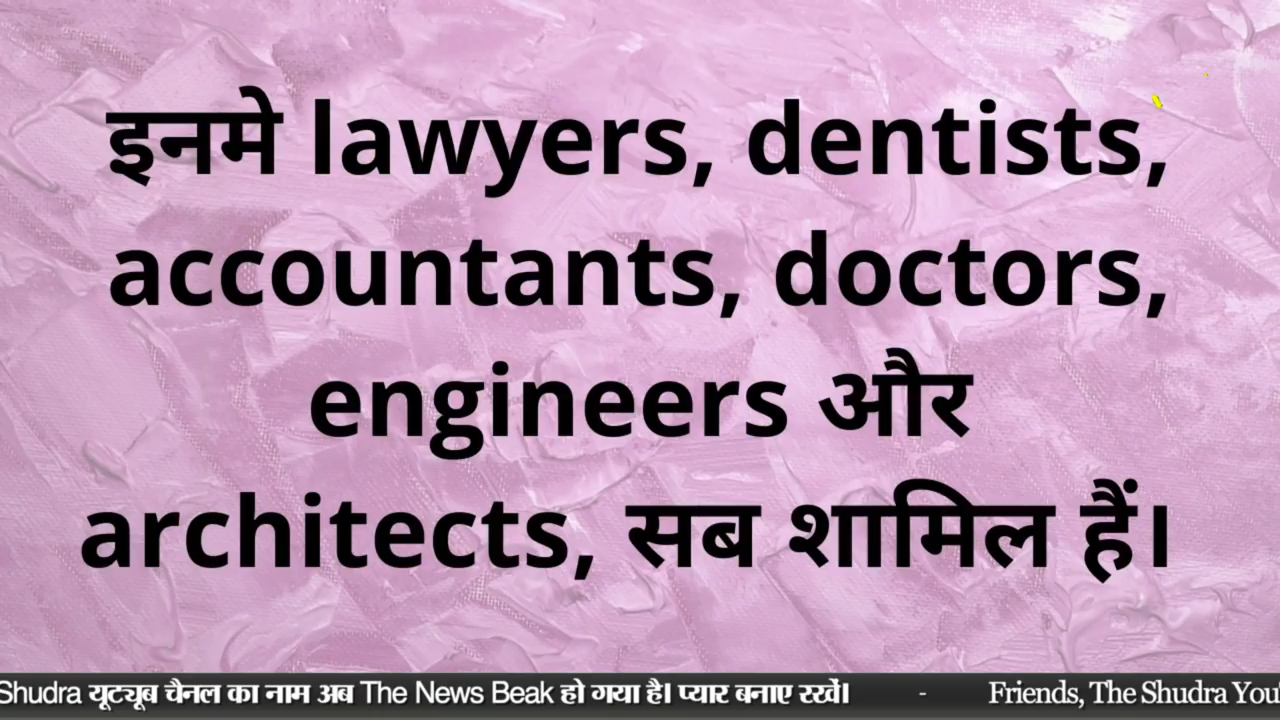 इनमे lawyers, dentists,
accountants, doctors,
engineers और
architects, सब शामिल हैं।
Shudra यूट्यूब चैनल का नाम अब The News Beak हो गया है। प्यार बनाए रखें। - Friends, The Shudra You